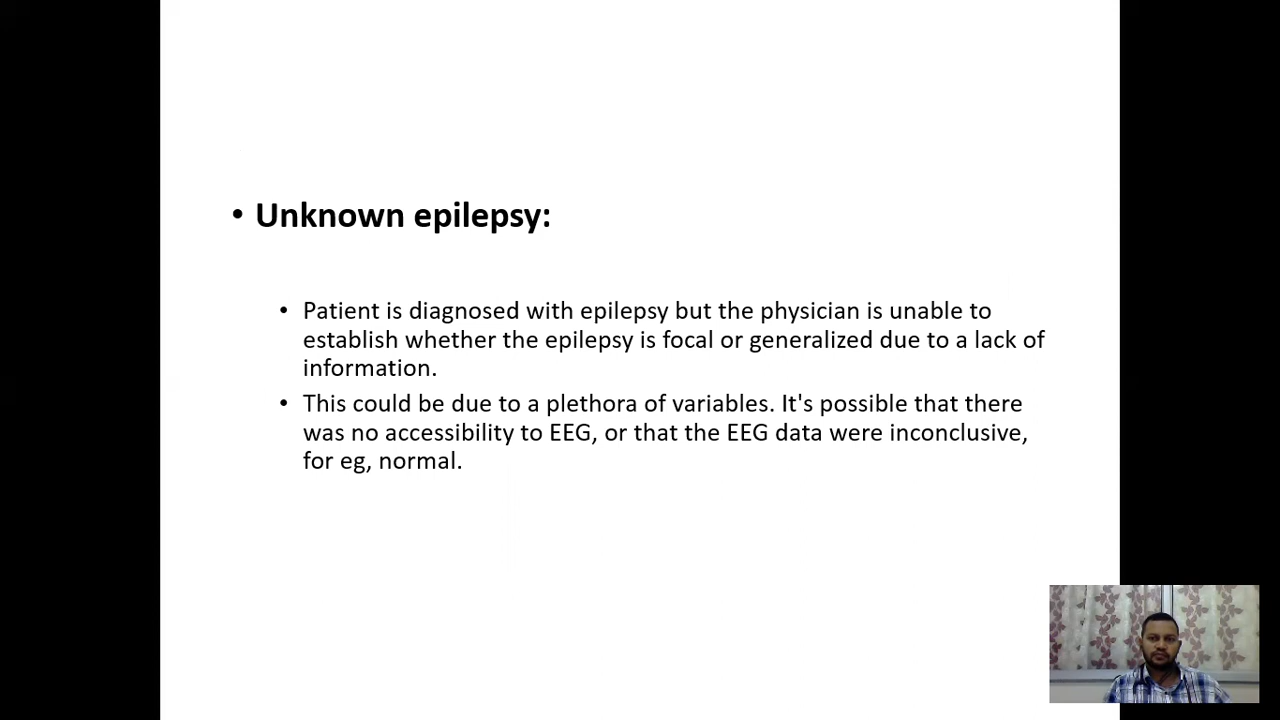 • Unknown epilepsy:
• Patient is diagnosed with epilepsy but the physician is unable to
establish whether the epilepsy is focal or generalized due to a lack of
information.
• This could be due to a plethora of variables. It's possible that there
was no accessibility to EEG, or that the EEG data were inconclusive,
for eg, normal.